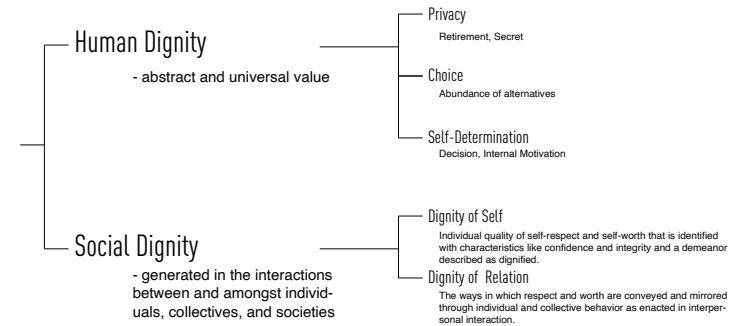 Human Dignity
- abstract and universal value
Privacy
Retirement, Secret
Choice
Abundance of alternatives
Self-Determination
Decision, Internal Motivation
Social Dignity
- generated in the interactions
between and amongst individ-
uals, collectives, and societies
Dignity of Self
Individual quality of self-respect and self-worth that is identified
with characteristics like confidence and integrity and a demeanor
described as dignified.
Dignity of Relation
The ways in which respect and worth are conveyed and mirrored
through individual and collective behavior as enacted in interper-
sonal interaction.